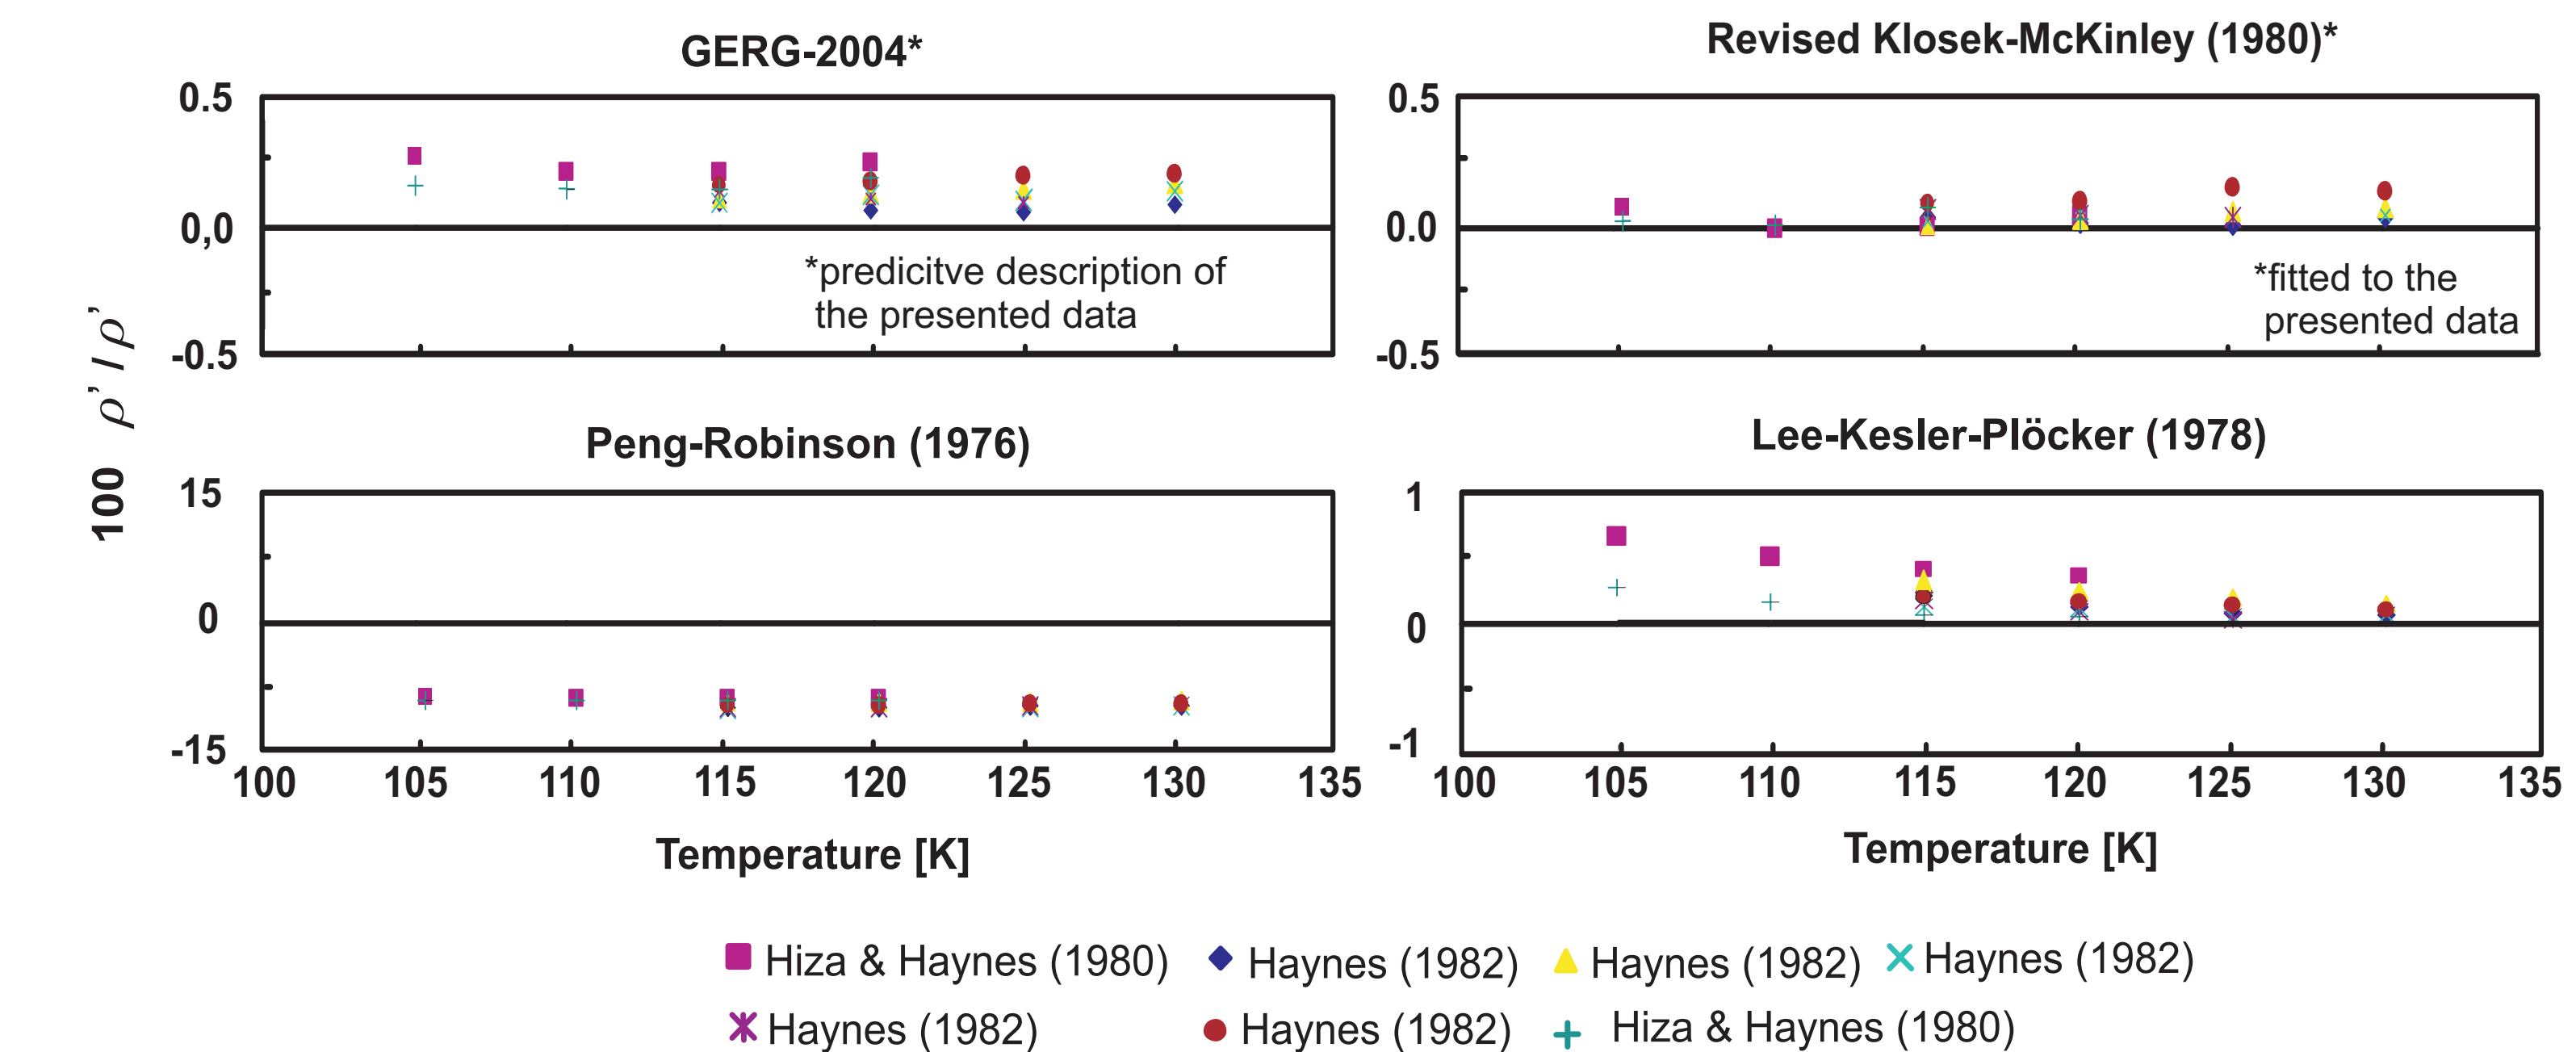 GERG-2004*
Revised Klosek-McKinley (1980)*
0.5
0,0
-0.5
*predicitve description of
the presented data
0.5
0.0
-0.5
*fitted to the
presented data
100 ρ’ / ρ’
Peng-Robinson (1976)
Lee-Kesler-Plöcker (1978)
15
0
-15
1
0
-1
100 105 110 115 120 125 130 135
100 105 110 115 120 125 130 135
Temperature [K]
Temperature [K]
Hiza & Haynes (1980) Haynes (1982) Haynes (1982) Haynes (1982)
Haynes (1982) Haynes (1982) Hiza & Haynes (1980)